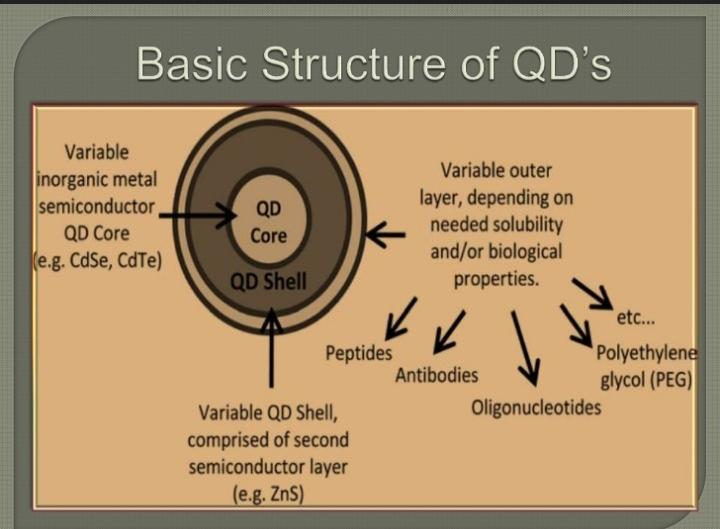 Basic Structure of QD's
Variable
inorganic metal
semiconductor
QD Core
(e.g. CdSe, CdTe)
QD
Core
QD Shell
Variable outer
layer, depending on
needed solubility
and/or biological
properties.
Peptides
Antibodies
Oligonucleotides
Polyethylene
glycol (PEG)
etc...
Variable QD Shell,
comprised of second
semiconductor layer
(e.g. ZnS)